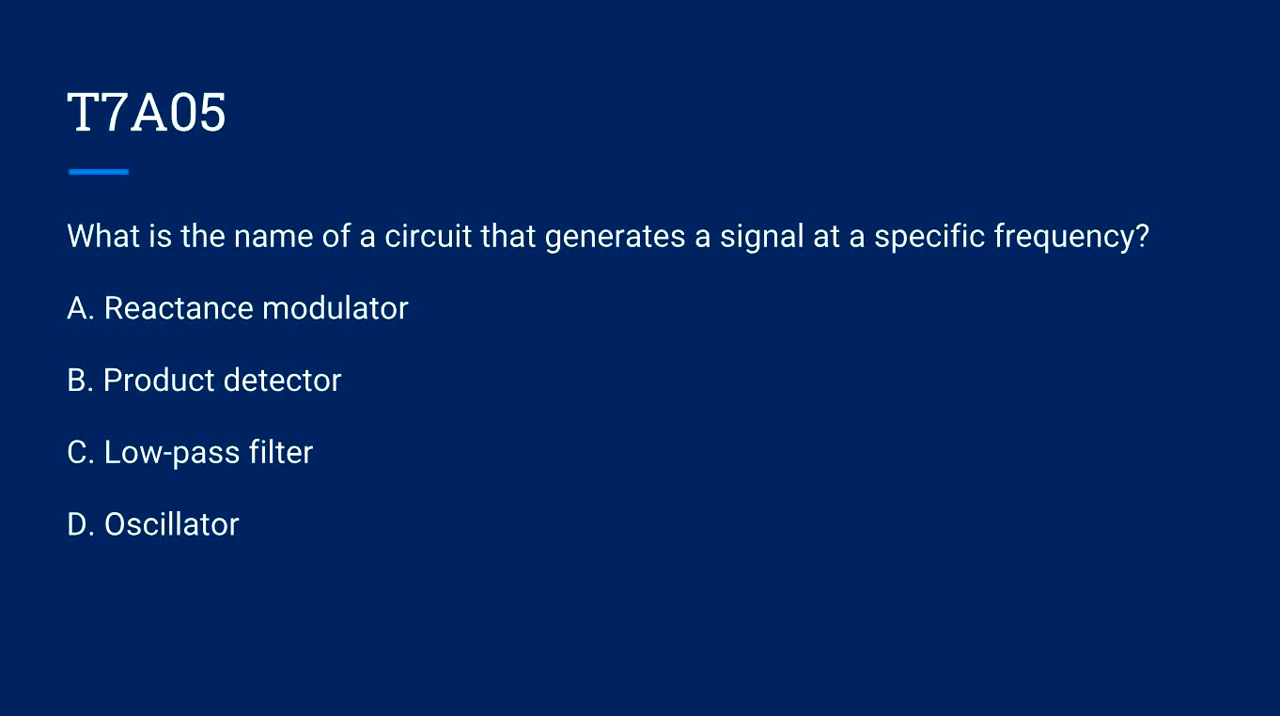 T7A05
What is the name of a circuit that generates a signal at a specific frequency?
A. Reactance modulator
B. Product detector
C. Low-pass filter
D. Oscillator